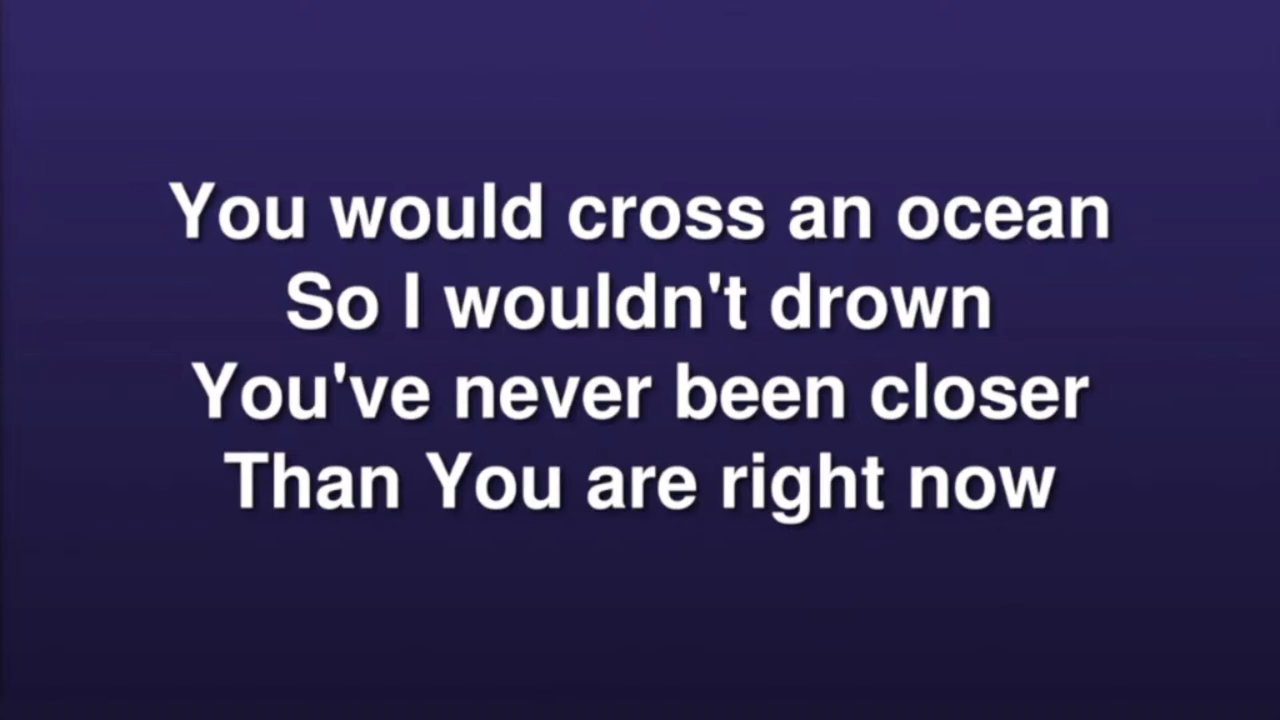 You would cross an ocean
So I wouldn't drown
You've never been closer
Than You are right now